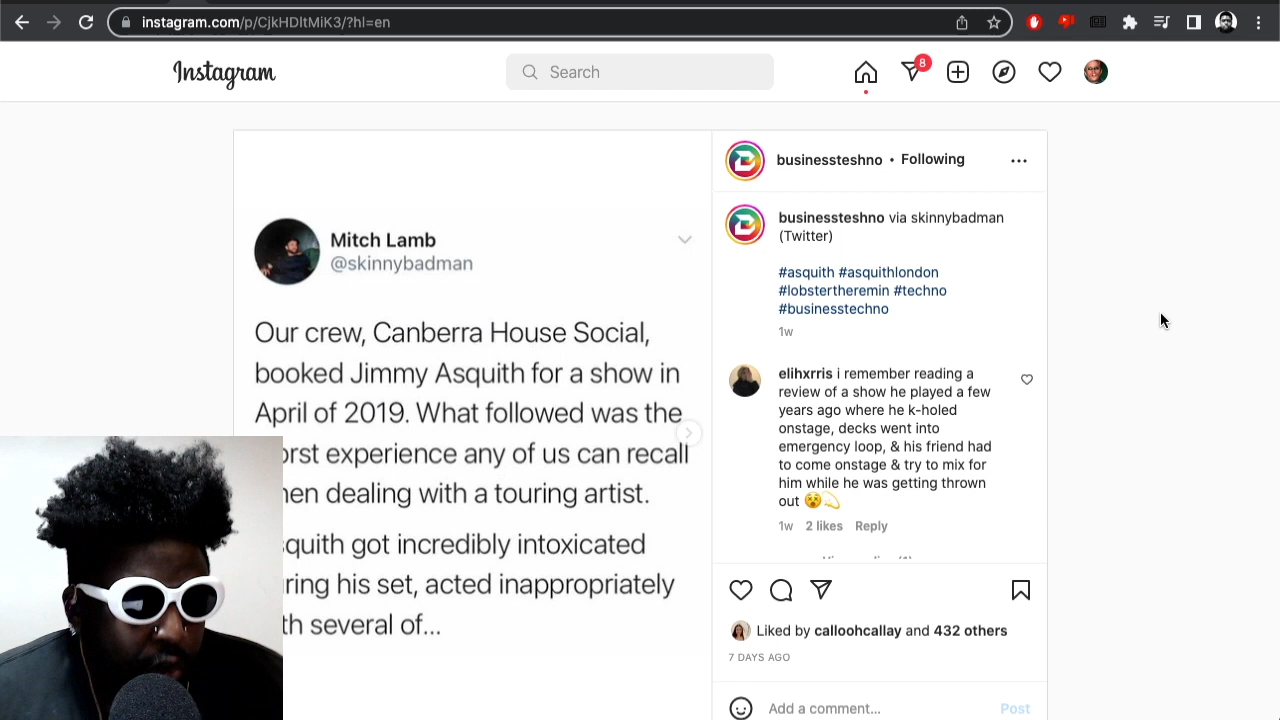 instagram.com/p/CjkHDltMiK3/?hl=en
Instagram
Search
8
businessteshno • Following
businessteshno via skinnybadman
(Twitter)
#asquith #asquithlondon
#lobstertheremin #techno
#businesstechno
1w
Mitch Lamb
@skinnybadman
Our crew, Canberra House Social,
booked Jimmy Asquith for a show in
April of 2019. What followed was the
orst experience any of us can recall
hen dealing with a touring artist.
squith got incredibly intoxicated
ring his set, acted inappropriately
th several of...
elihxrris i remember reading a
review of a show he played a few
years ago where he k-holed
onstage, decks went into
emergency loop, & his friend had
to come onstage & try to mix for
him while he was getting thrown
out 😵💫
1w 2 likes Reply
Liked by calloohcallay and 432 others
7 DAYS AGO
Add a comment...
Post